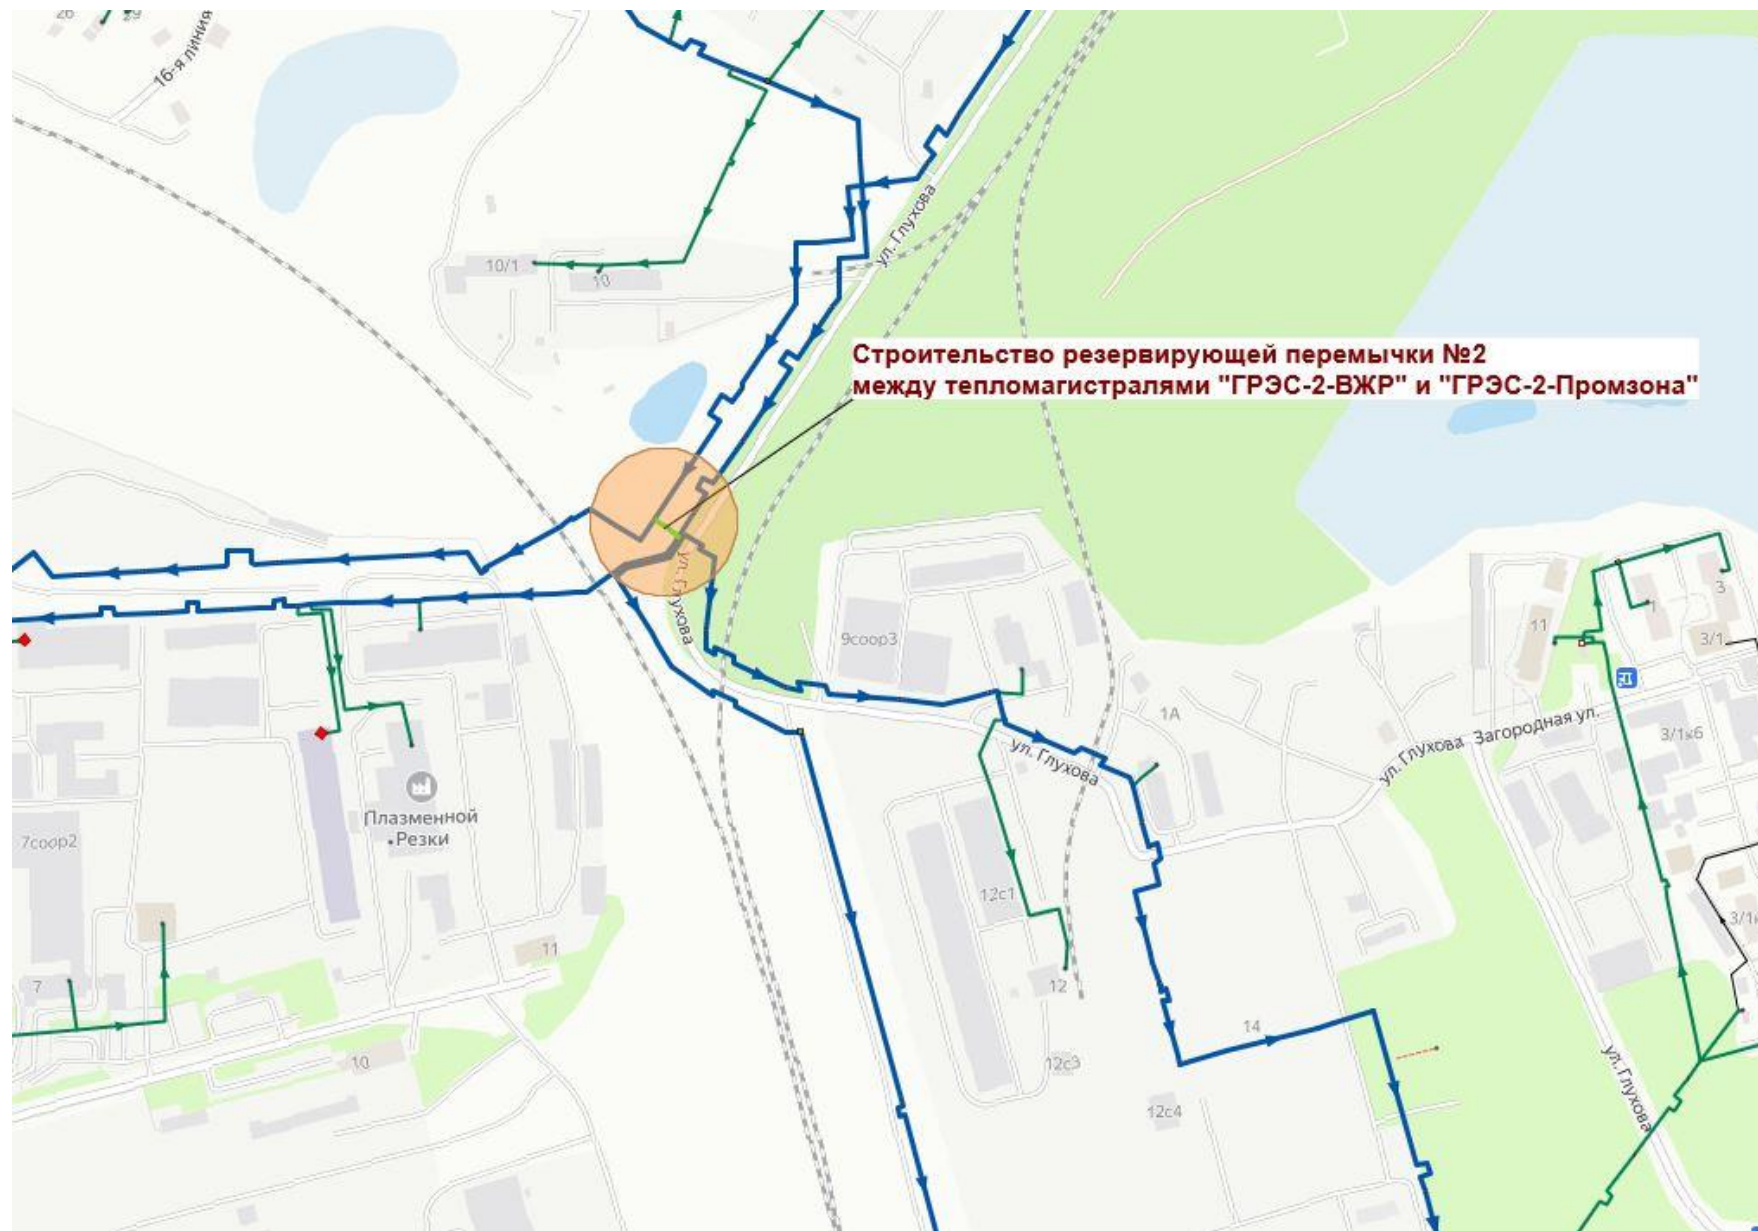 26
29
16-я линия
ул. Глухова
10/1
10
Строительство резервирующей перемычки №2
между тепломагистралями "ГРЭС-2-ВЖР" и "ГРЭС-2-Промзона"
ул. Глухова
9соор3
11
1
3
3/1
1А
ул. Глухова
ул. Глухова
Загородная ул.
3/1к6
Плазменной
Резки
7соор2
12с1
11
7
12
14
10
12с3
12с4
ул. Глухова